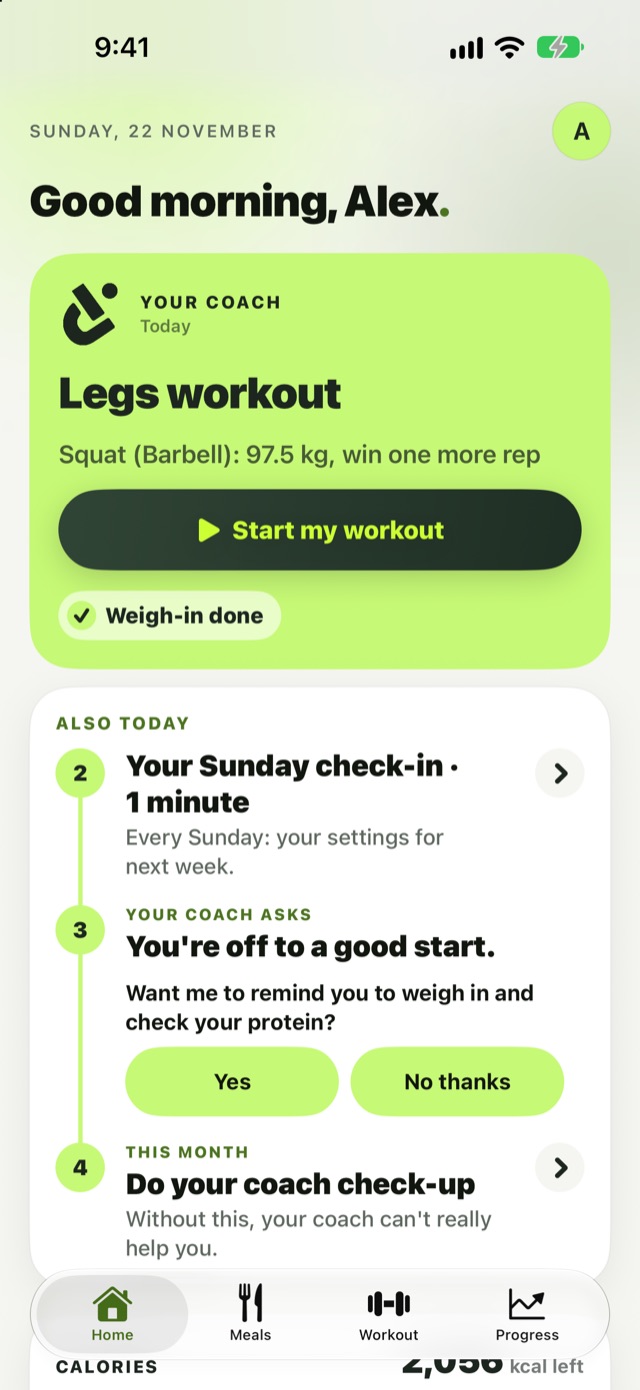 9:41
SUNDAY, 22 NOVEMBER
A
Good morning, Alex.
YOUR COACH
Today
Legs workout
Squat (Barbell): 97.5 kg, win one more rep
Start my workout
Weigh-in done
ALSO TODAY
2
Your Sunday check-in ·
1 minute
Every Sunday: your settings for
next week.
3
YOUR COACH ASKS
You're off to a good start.
Want me to remind you to weigh in and
check your protein?
Yes
No thanks
4
THIS MONTH
Do your coach check-up
Without this, your coach can't really
help you.
Home
Meals
Workout
Progress
CALORIES
2,056 kcal left